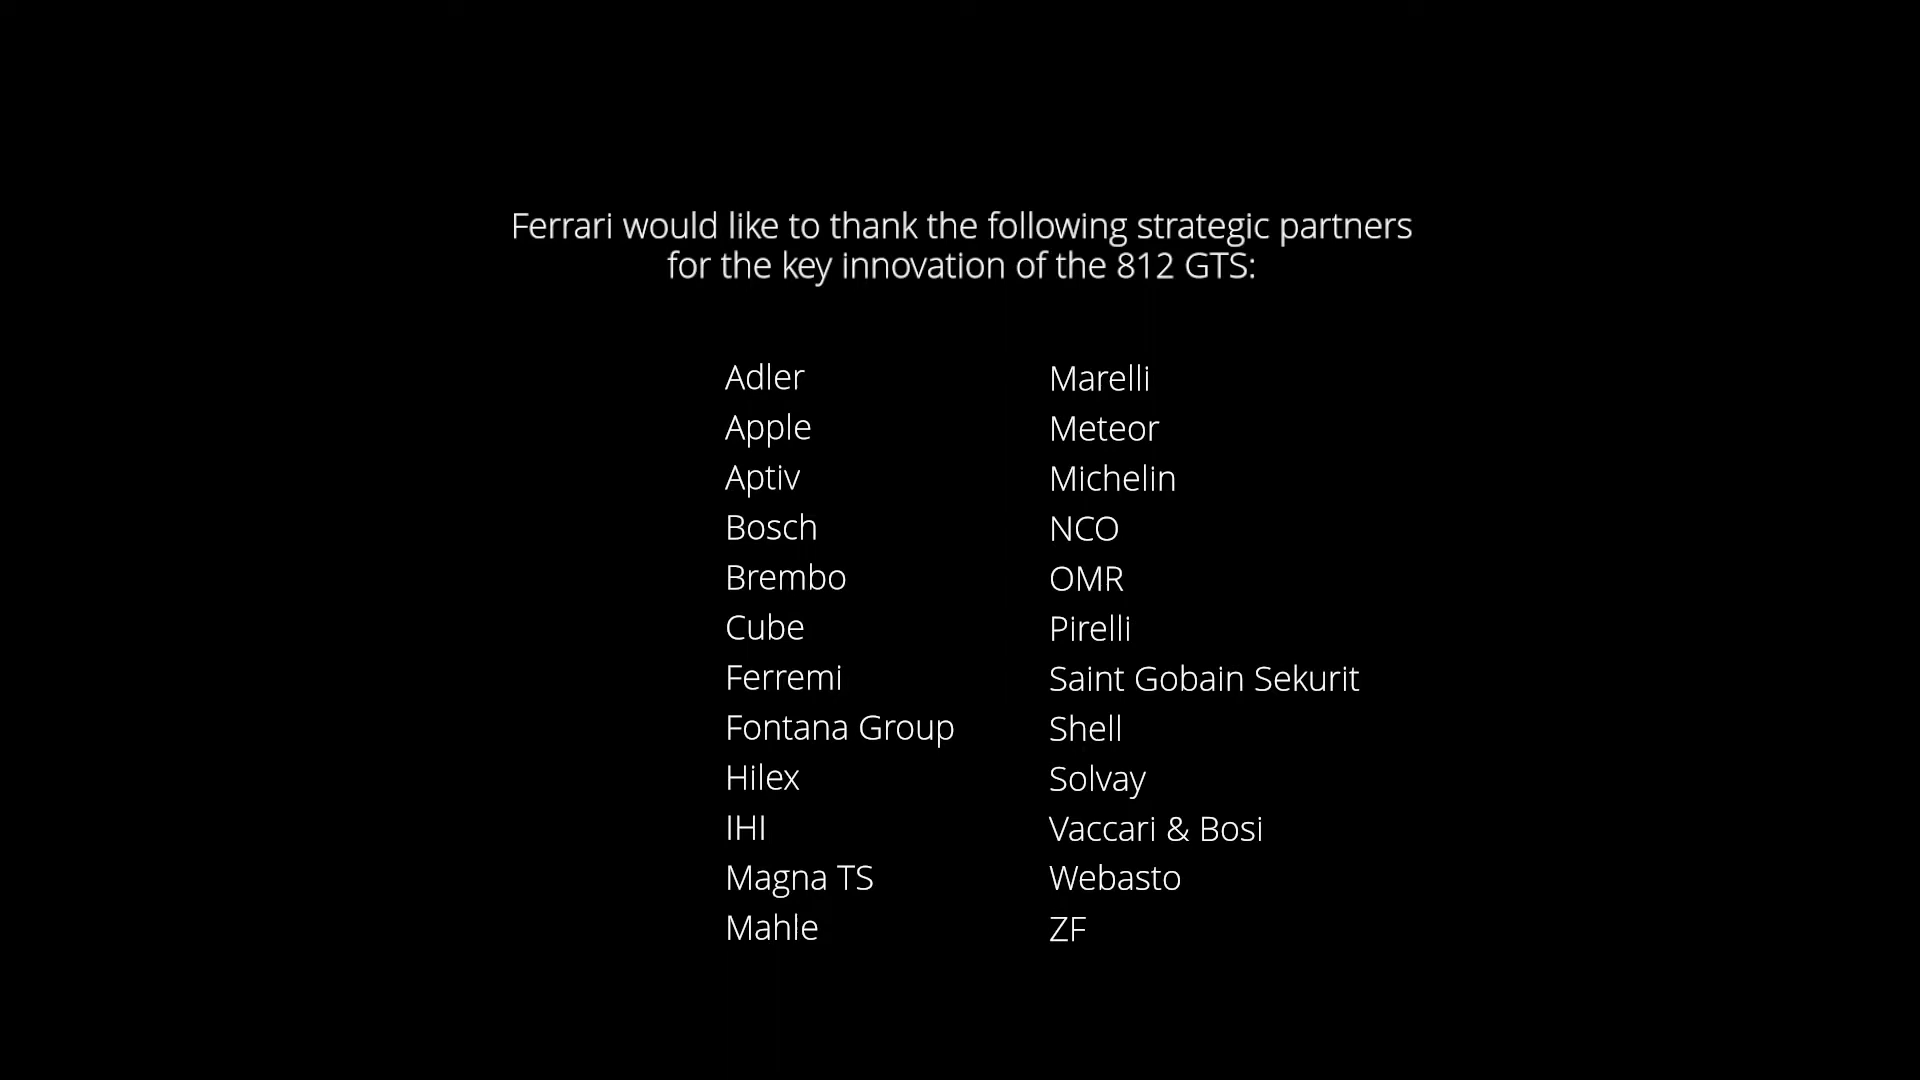 Ferrari would like to thank the following strategic partners
for the key innovation of the 812 GTS:
Adler
Apple
Aptiv
Bosch
Brembo
Cube
Ferremi
Fontana Group
Hilex
IHI
Magna TS
Mahle
Marelli
Meteor
Michelin
NCO
OMR
Pirelli
Saint Gobain Sekurit
Shell
Solvay
Vaccari & Bosi
Webasto
ZF